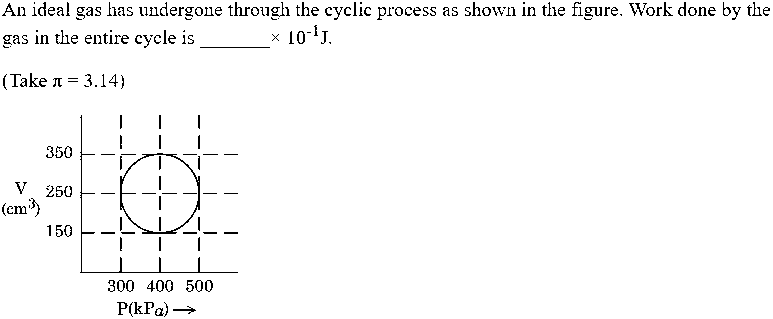 An ideal gas has undergone through the cyclic process as shown in the figure. Work done by the
gas in the entire cycle is _______× 10⁻¹J.
(Take π = 3.14)
350
V 250
(cm³)
150
300 400 500
P(kPa) →